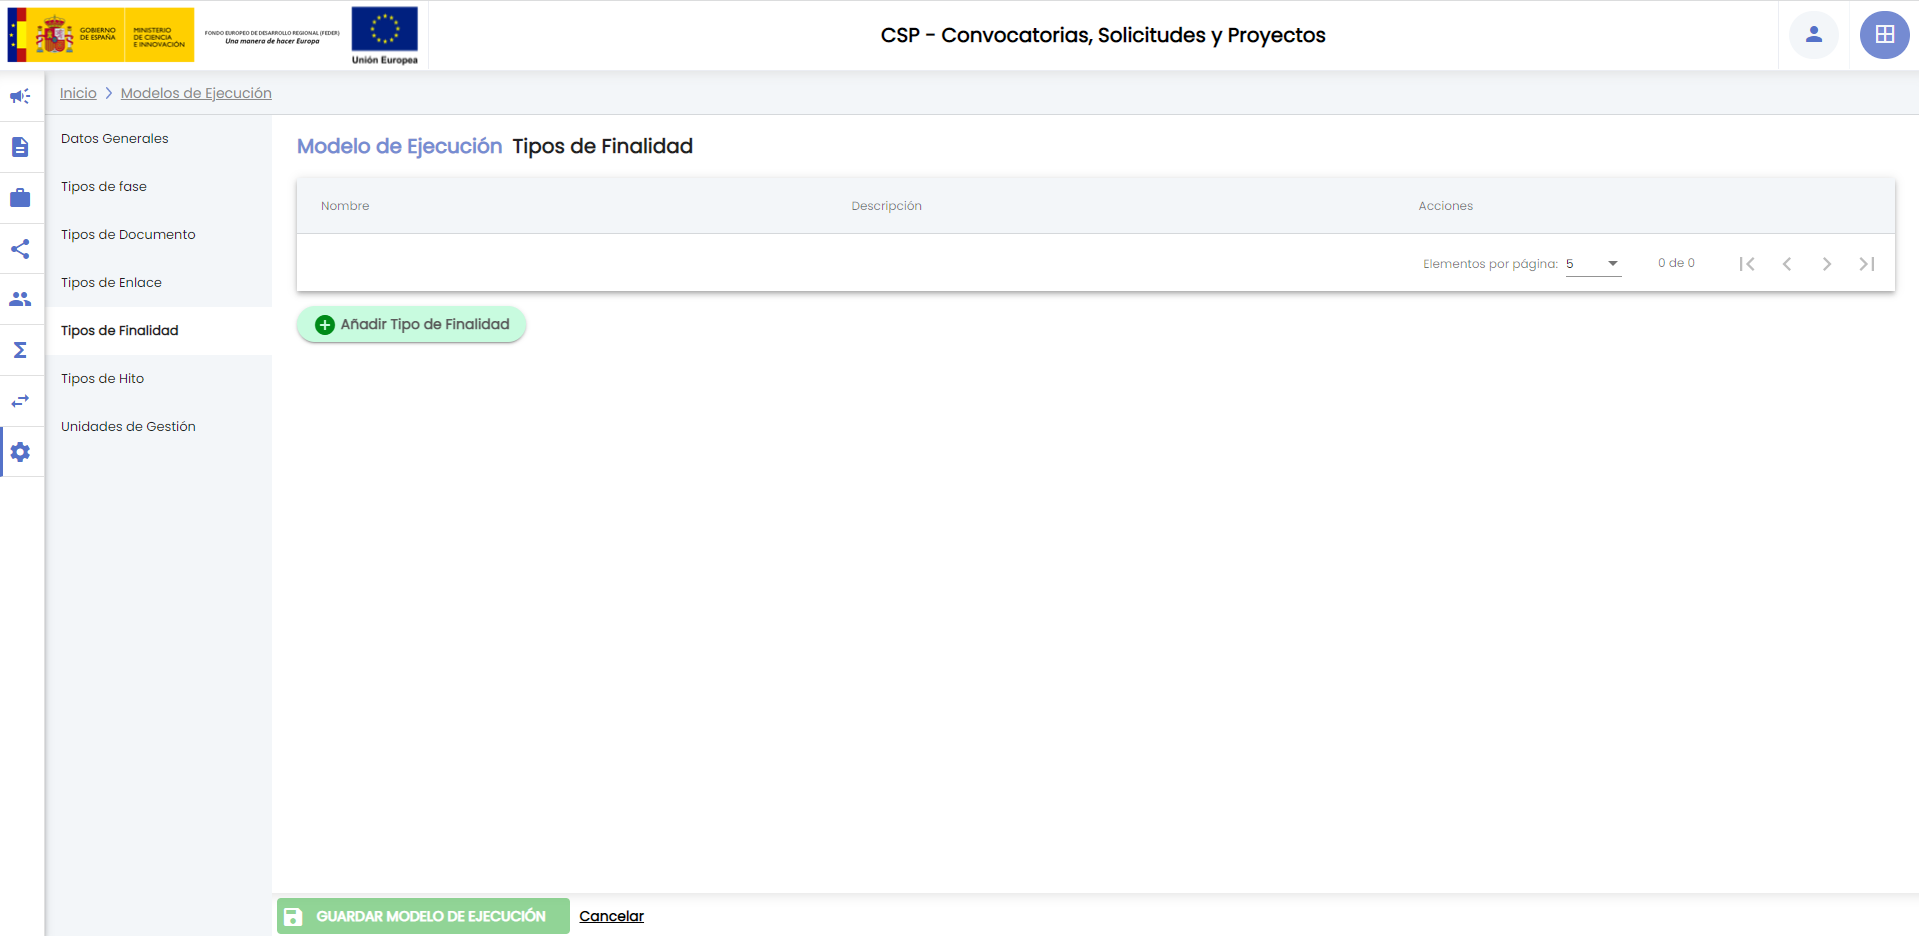 GOBIERNO
DE ESPAÑA
MINISTERIO
DE CIENCIA
E INNOVACIÓN
FONDO EUROPEO DE DESARROLLO REGIONAL (FEDER)
Una manera de hacer Europa
Unión Europea
CSP - Convocatorias, Solicitudes y Proyectos
Inicio
Modelos de Ejecución
Datos Generales
Tipos de fase
Tipos de Documento
Tipos de Enlace
Tipos de Finalidad
Tipos de Hito
Unidades de Gestión
Modelo de Ejecución Tipos de Finalidad
Nombre Descripción Acciones
Elementos por página: 5 0 de 0
Añadir Tipo de Finalidad
GUARDAR MODELO DE EJECUCIÓN Cancelar